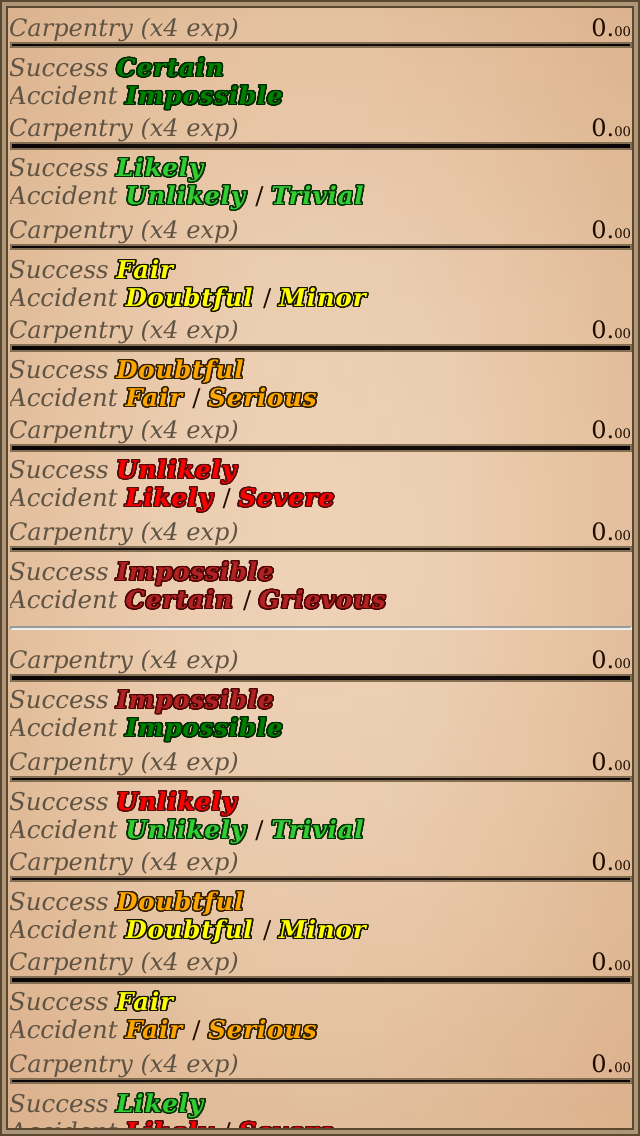 Carpentry (x4 exp) 0.00
Success Certain
Accident Impossible
Carpentry (x4 exp) 0.00
Success Likely
Accident Unlikely / Trivial
Carpentry (x4 exp) 0.00
Success Fair
Accident Doubtful / Minor
Carpentry (x4 exp) 0.00
Success Doubtful
Accident Fair / Serious
Carpentry (x4 exp) 0.00
Success Unlikely
Accident Likely / Severe
Carpentry (x4 exp) 0.00
Success Impossible
Accident Certain / Grievous
Carpentry (x4 exp) 0.00
Success Impossible
Accident Impossible
Carpentry (x4 exp) 0.00
Success Unlikely
Accident Unlikely / Trivial
Carpentry (x4 exp) 0.00
Success Doubtful
Accident Doubtful / Minor
Carpentry (x4 exp) 0.00
Success Fair
Accident Fair / Serious
Carpentry (x4 exp) 0.00
Success Likely
Accident Likely / Severe